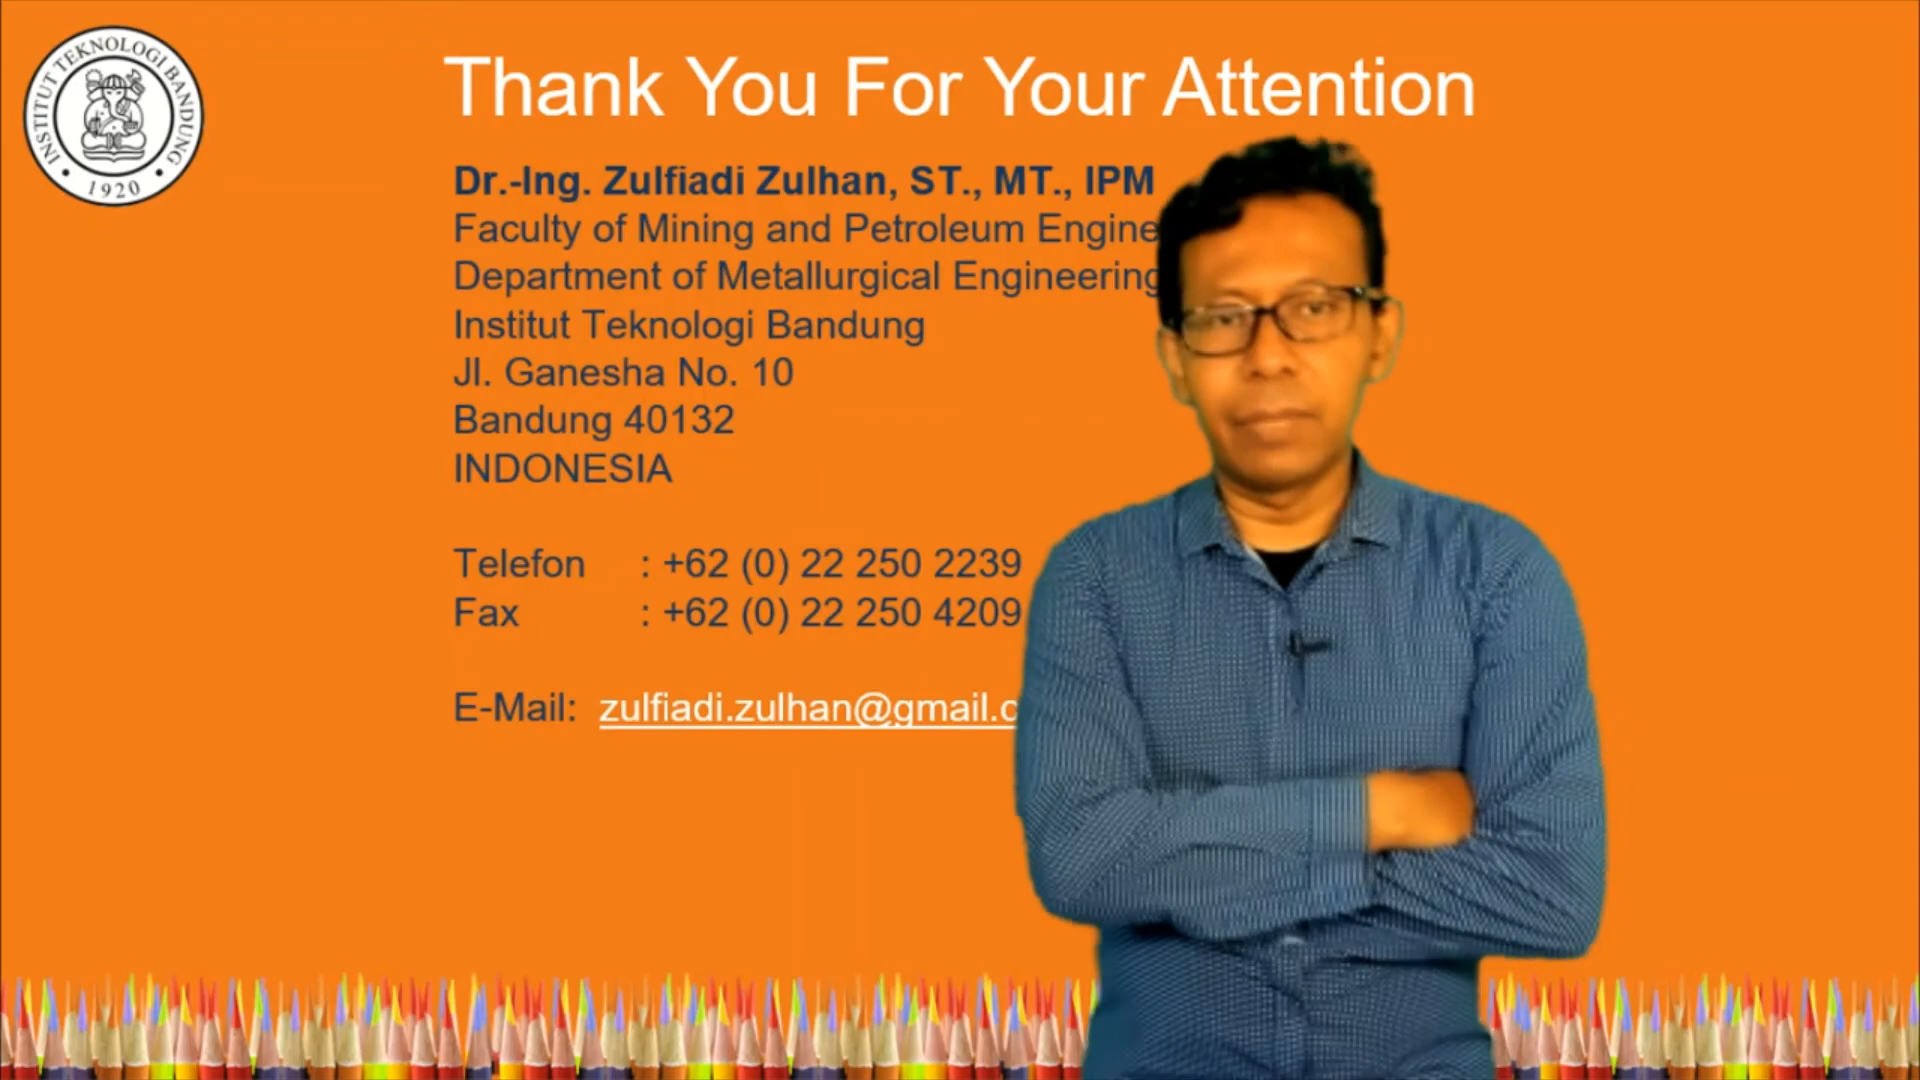 INSTITUT TEKNOLOGI BANDUNG
1920
Thank You For Your Attention
Dr.-Ing. Zulfiadi Zulhan, ST., MT., IPM
Faculty of Mining and Petroleum Engine
Department of Metallurgical Engineering
Institut Teknologi Bandung
Jl. Ganesha No. 10
Bandung 40132
INDONESIA
Telefon : +62 (0) 22 250 2239
Fax : +62 (0) 22 250 4209
E-Mail: zulfiadi.zulhan@gmail.c